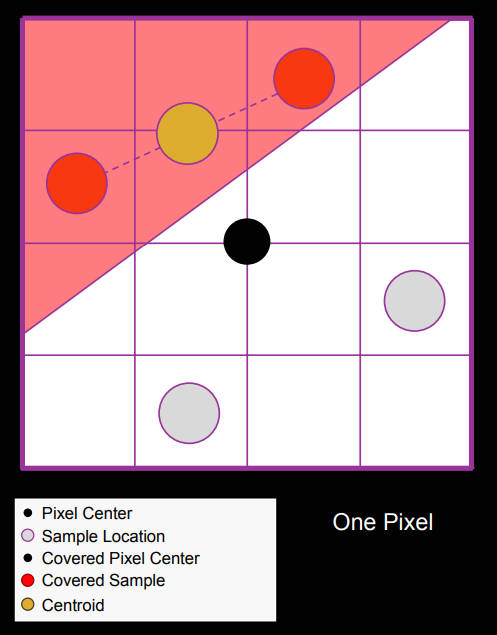 One Pixel
Pixel Center
Sample Location
Covered Pixel Center
Covered Sample
Centroid